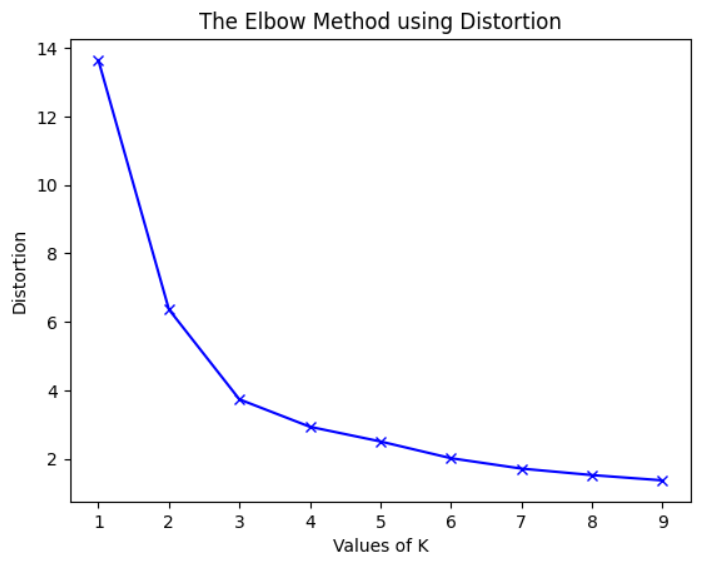 The Elbow Method using Distortion
14
12
10
8
6
4
2
Distortion
1 2 3 4 5 6 7 8 9
Values of K